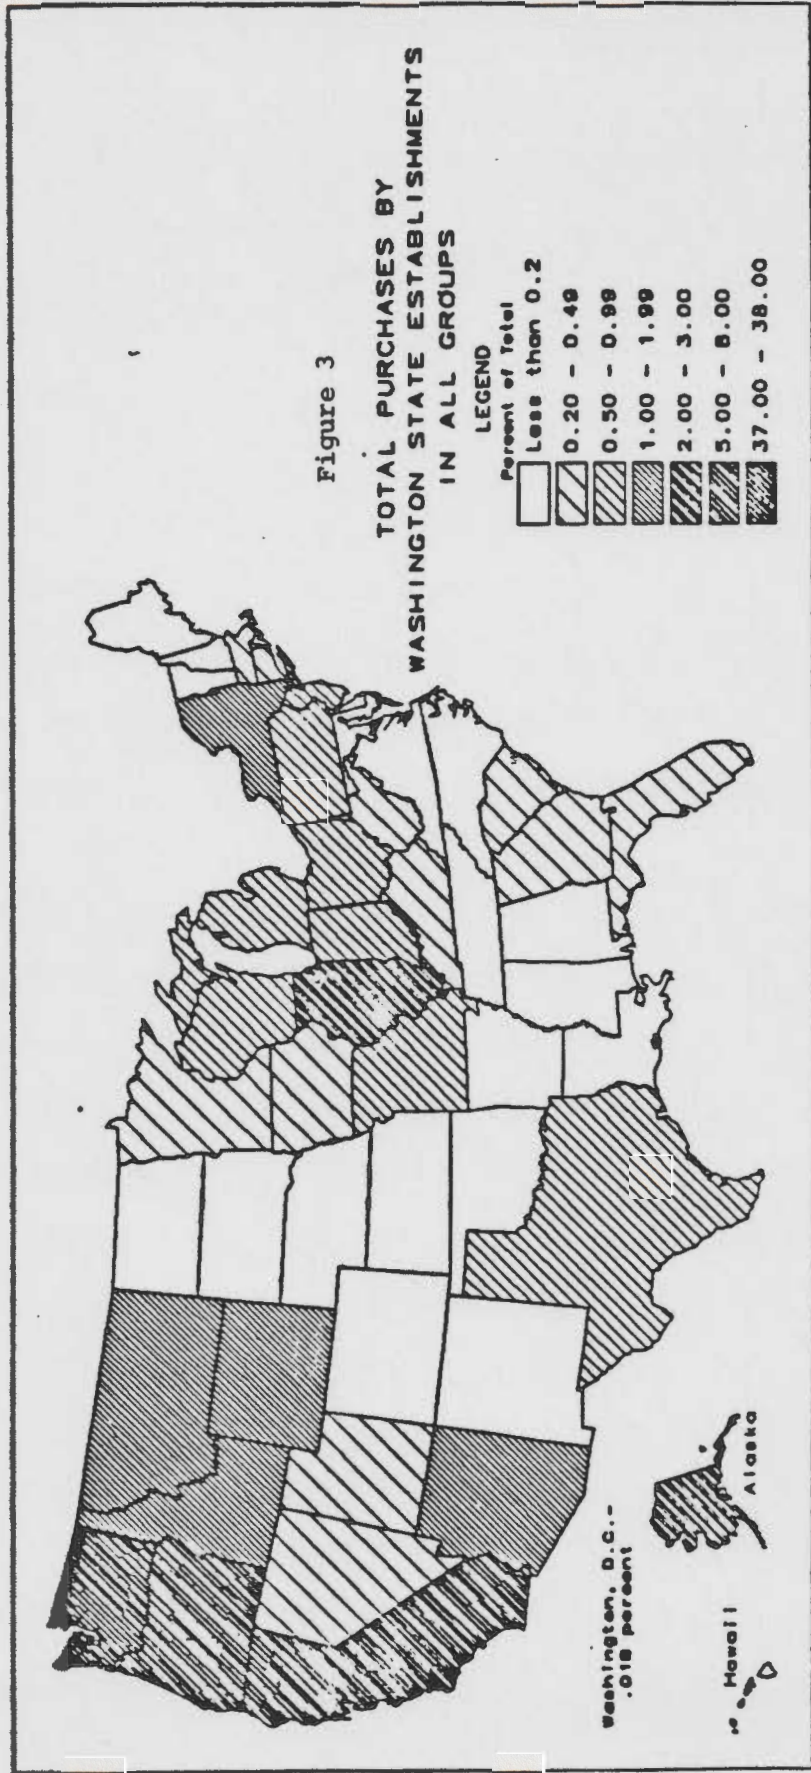 Figure 3
TOTAL PURCHASES BY
WASHINGTON STATE ESTABLISHMENTS
IN ALL GROUPS
LEGEND
Percent of Total
Less than 0.2
0.20 - 0.49
0.50 - 0.99
1.00 - 1.99
2.00 - 3.00
5.00 - 8.00
37.00 - 38.00
Washington, D.C.-
.018 percent
Hawaii
Alaska